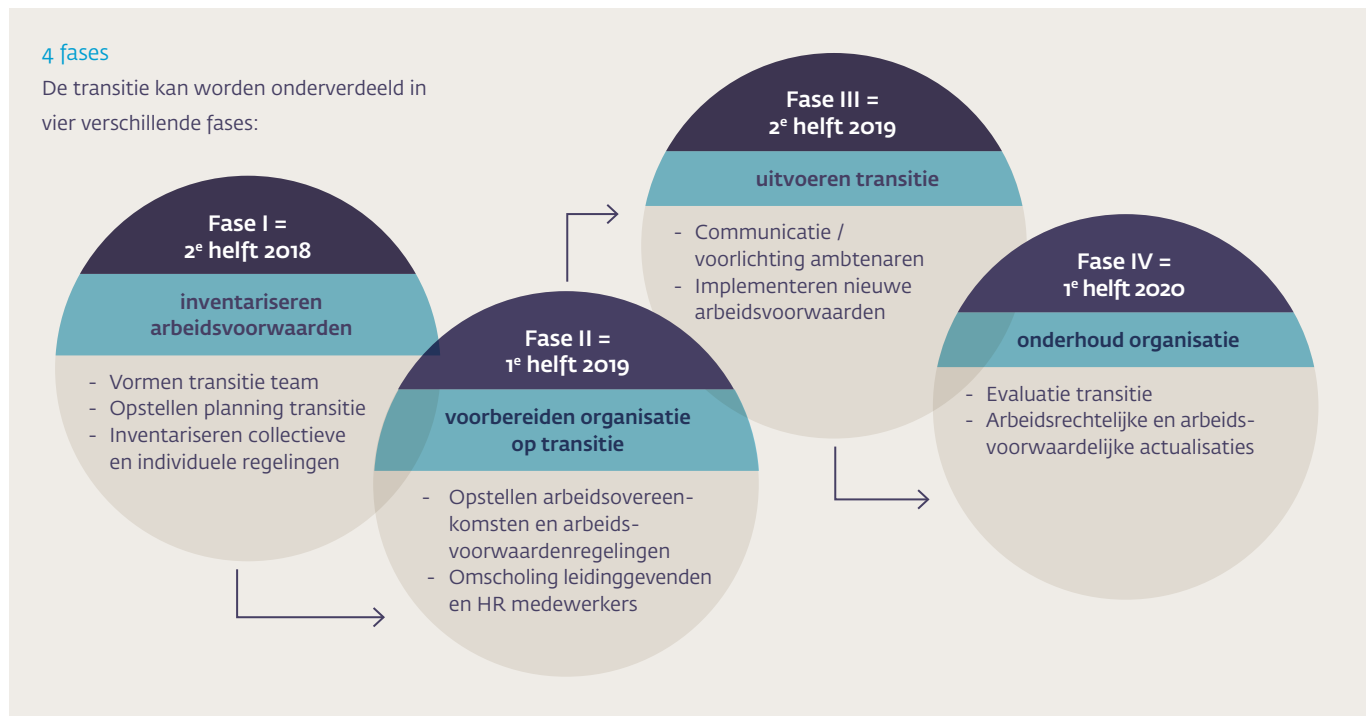 4 fases
De transitie kan worden onderverdeeld in
vier verschillende fases:
Fase I =
2e helft 2018
inventariseren
arbeidsvoorwaarden
- Vormen transitie team
- Opstellen planning transitie
- Inventariseren collectieve
en individuele regelingen
Fase II =
1e helft 2019
voorbereiden organisatie
op transitie
- Opstellen arbeidsovereen-
komsten en arbeids-
voorwaardenregelingen
- Omscholing leidinggevenden
en HR medewerkers
Fase III =
2e helft 2019
uitvoeren transitie
- Communicatie /
voorlichting ambtenaren
- Implementeren nieuwe
arbeidsvoorwaarden
Fase IV =
1e helft 2020
onderhoud organisatie
- Evaluatie transitie
- Arbeidsrechtelijke en arbeids-
voorwaardelijke actualisaties